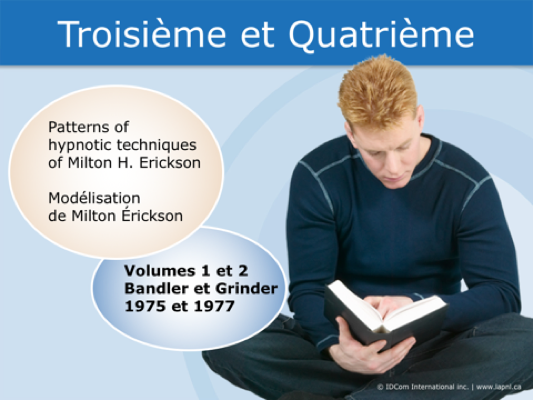 Troisième et Quatrième
Patterns of
hypnotic techniques
of Milton H. Erickson
Modélisation
de Milton Érickson
Volumes 1 et 2
Bandler et Grinder
1975 et 1977
© IDCom International inc. | www.lapnl.ca